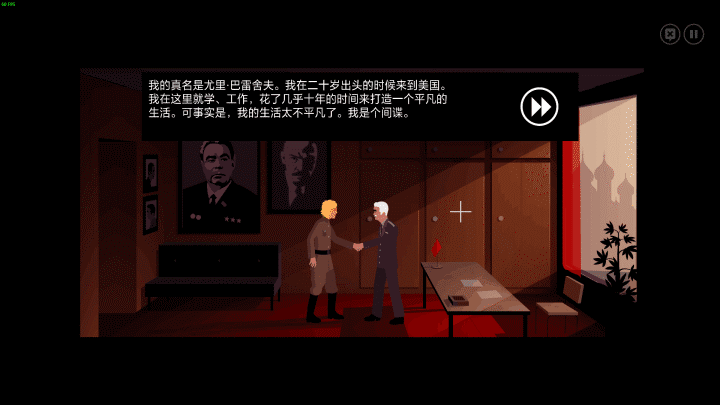 60 FPS
我的真名是尤里·巴雷舍夫。我在二十岁出头的时候来到美国。
我在这里就学、工作，花了几乎十年的时间来打造一个平凡的
生活。可事实是，我的生活太不平凡了。我是个间谍。